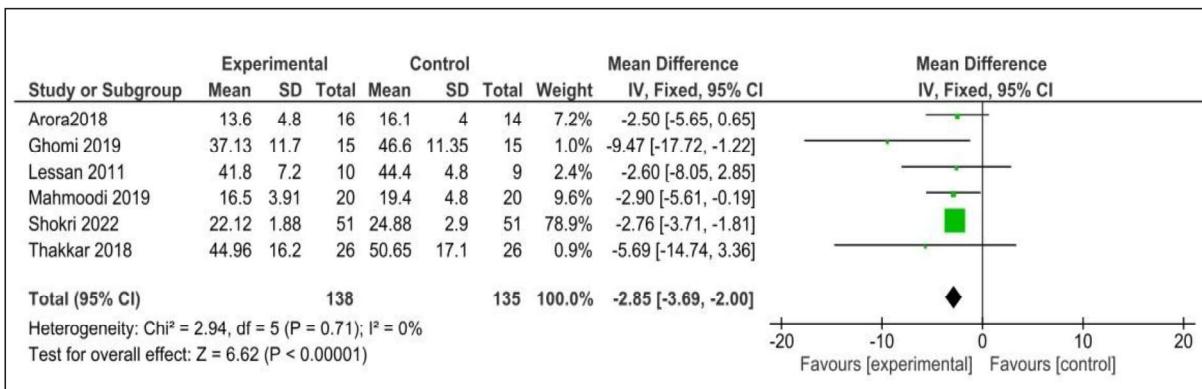 Experimental Control Mean Difference Mean Difference
Study or Subgroup Mean SD Total Mean SD Total Weight IV, Fixed, 95% CI IV, Fixed, 95% CI
Arora2018 13.6 4.8 16 16.1 4 14 7.2% -2.50 [-5.65, 0.65]
Ghomi 2019 37.13 11.7 15 46.6 11.35 15 1.0% -9.47 [-17.72, -1.22]
Lessan 2011 41.8 7.2 10 44.4 4.8 9 2.4% -2.60 [-8.05, 2.85]
Mahmoodi 2019 16.5 3.91 20 19.4 4.8 20 9.6% -2.90 [-5.61, -0.19]
Shokri 2022 22.12 1.88 51 24.88 2.9 51 78.9% -2.76 [-3.71, -1.81]
Thakkar 2018 44.96 16.2 26 50.65 17.1 26 0.9% -5.69 [-14.74, 3.36]
Total (95% CI) 138 135 100.0% -2.85 [-3.69, -2.00]
Heterogeneity: Chi² = 2.94, df = 5 (P = 0.71); I² = 0%
Test for overall effect: Z = 6.62 (P < 0.00001)
-20 -10 0 10 20
Favours [experimental] Favours [control]